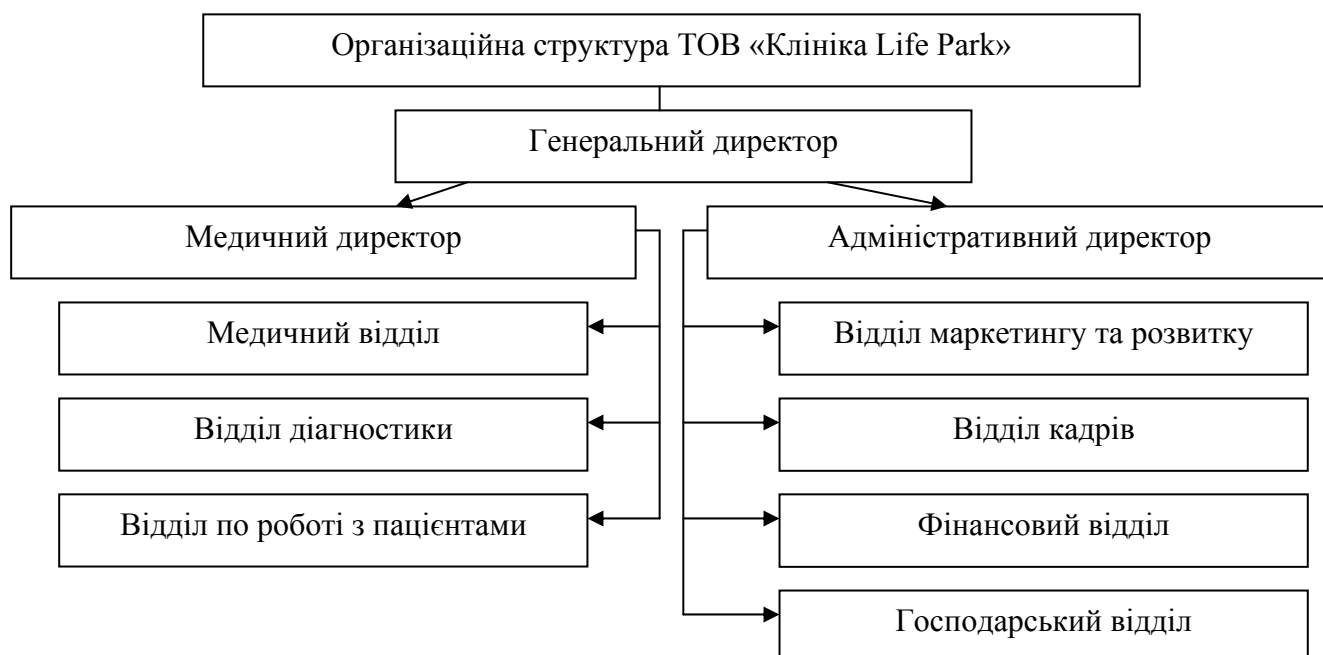 Організаційна структура ТОВ «Клініка Life Park»
Генеральний директор
Медичний директор
Адміністративний директор
Медичний відділ
Відділ маркетингу та розвитку
Відділ діагностики
Відділ кадрів
Відділ по роботі з пацієнтами
Фінансовий відділ
Господарський відділ